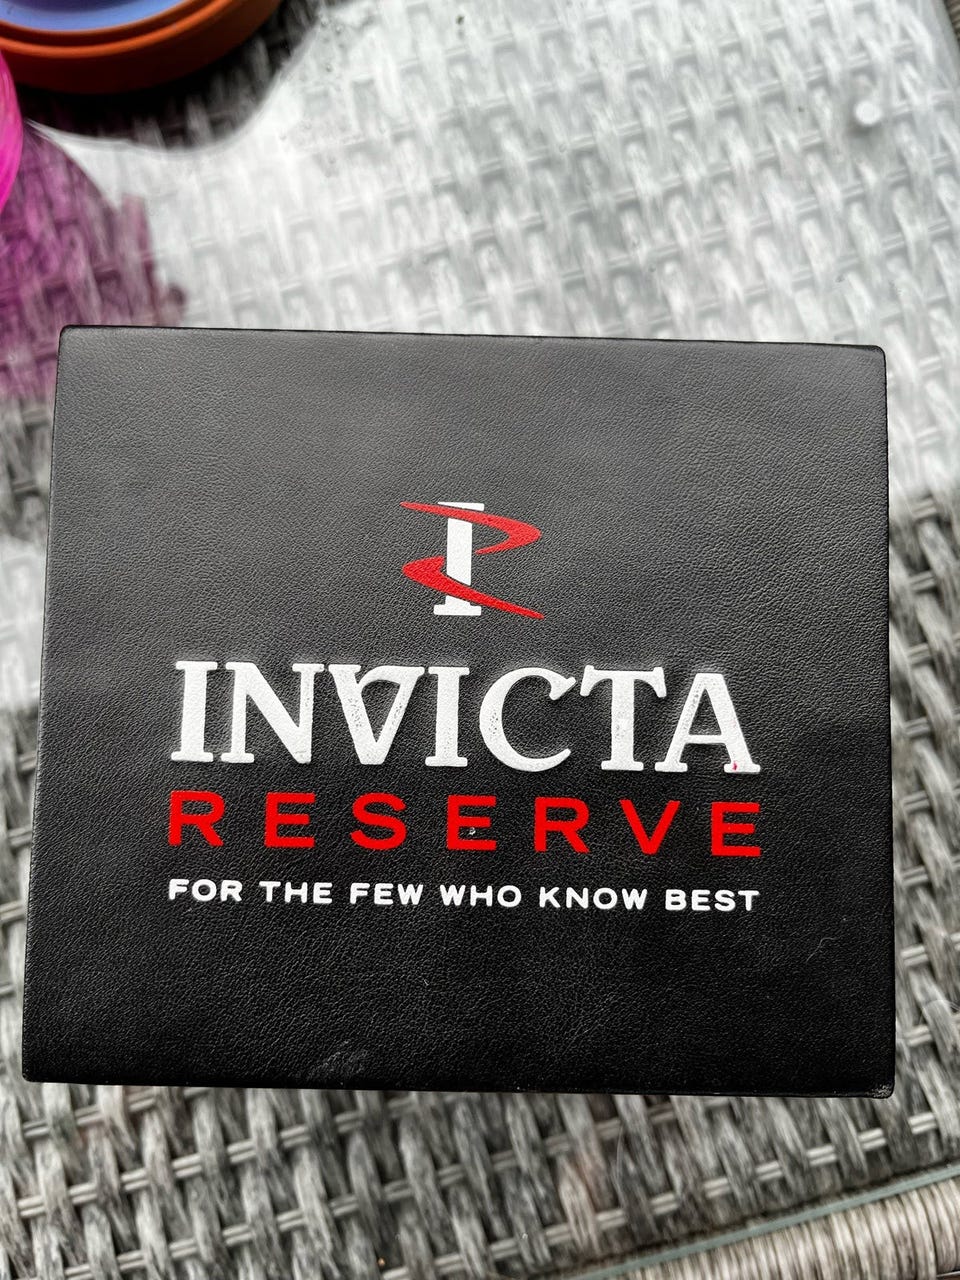 INVICTA
RESERVE
FOR THE FEW WHO KNOW BEST